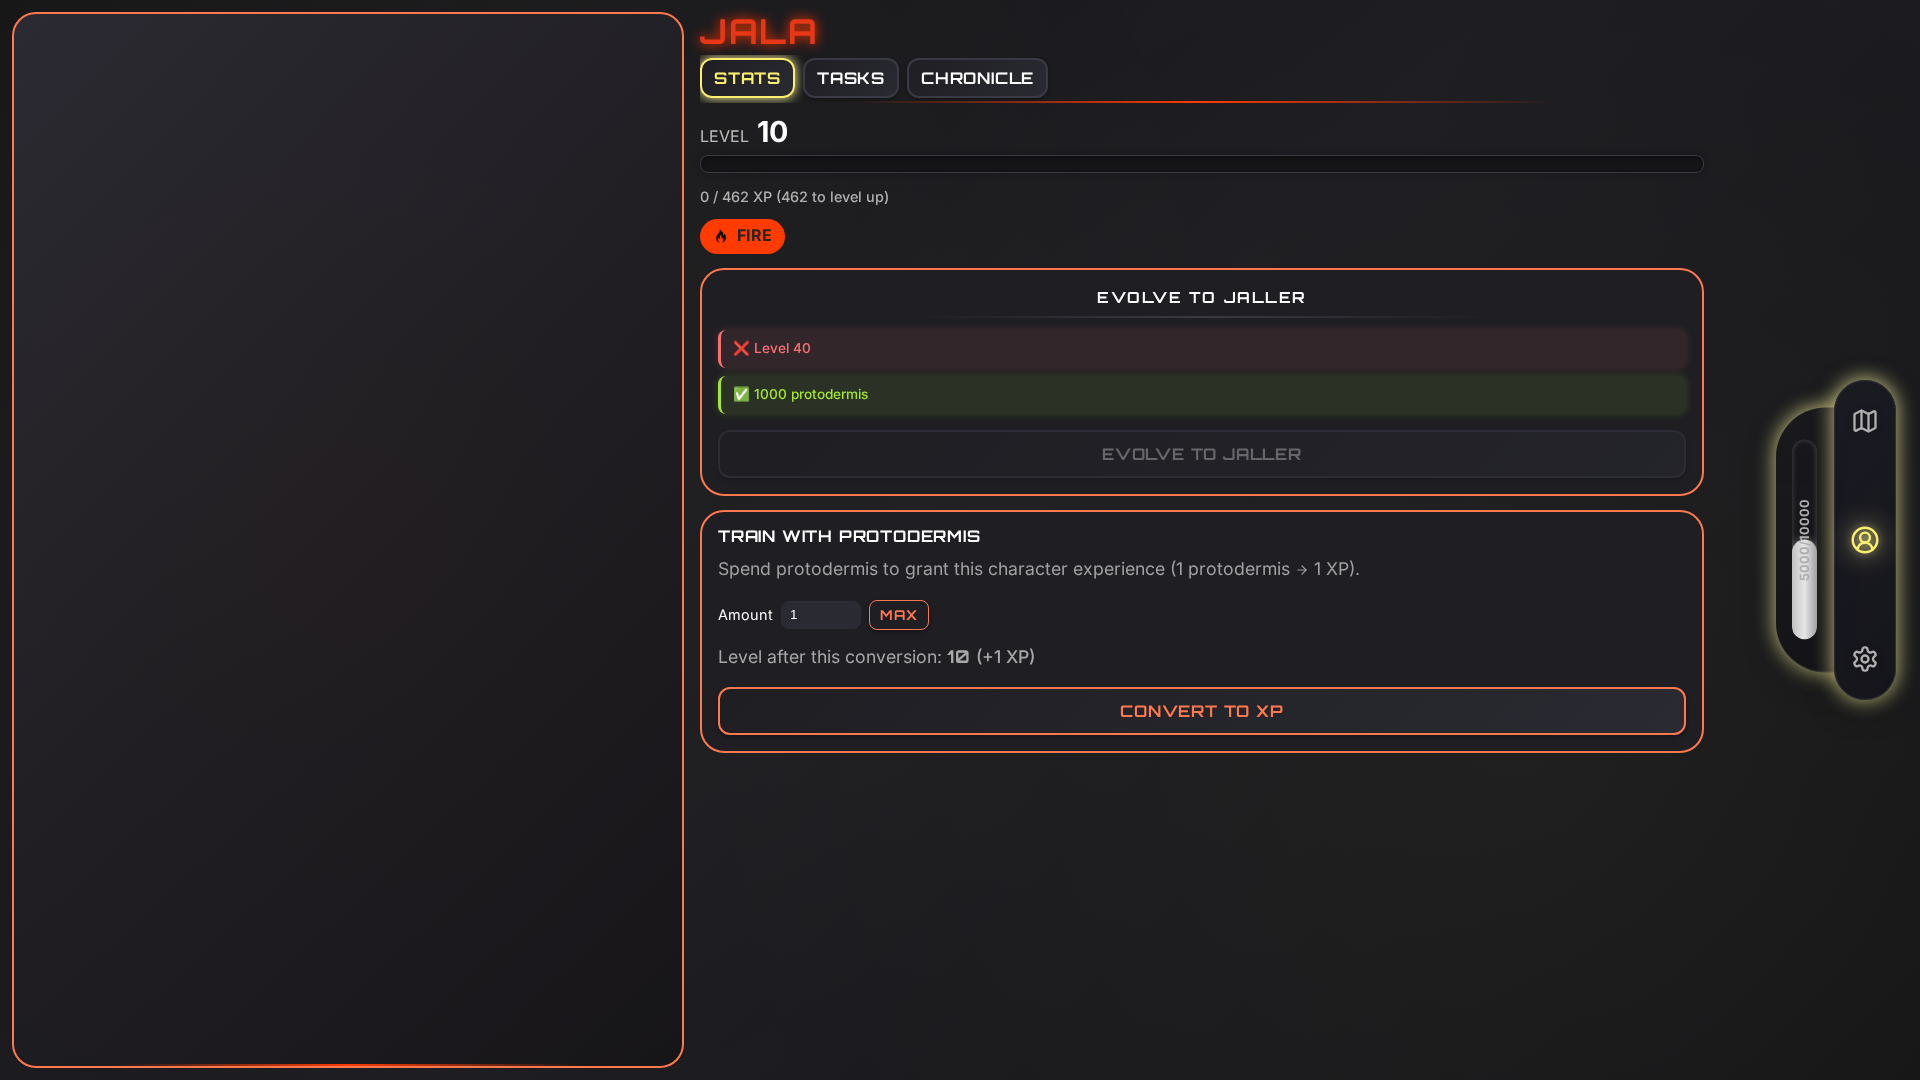 JALA
STATS
TASKS
CHRONICLE
LEVEL 10
0 / 462 XP (462 to level up)
FIRE
EVOLVE TO JALLER
❌ Level 40
✅ 1000 protodermis
EVOLVE TO JALLER
TRAIN WITH PROTODERMIS
Spend protodermis to grant this character experience (1 protodermis → 1 XP).
Amount 1 MAX
Level after this conversion: 10 (+1 XP)
CONVERT TO XP
5000/10000